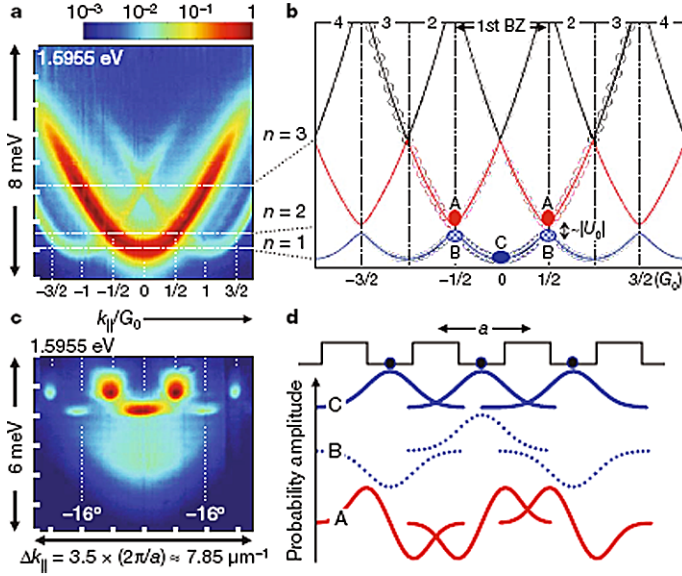 a
10⁻³ 10⁻² 10⁻¹ 1
1.5955 eV
8 meV
n = 3
n = 2
n = 1
−3/2 −1 −1/2 0 1/2 1 3/2
k∥/G₀
b
4 3 2 1st BZ 2 3 4
A A
~|U₀|
B C B
−3/2 −1/2 0 1/2 3/2 (G₀)
c
1.5955 eV
6 meV
−16° −16°
Δk∥ = 3.5 × (2π/a) ≈ 7.85 μm⁻¹
d
a
Probability amplitude
C
B
A